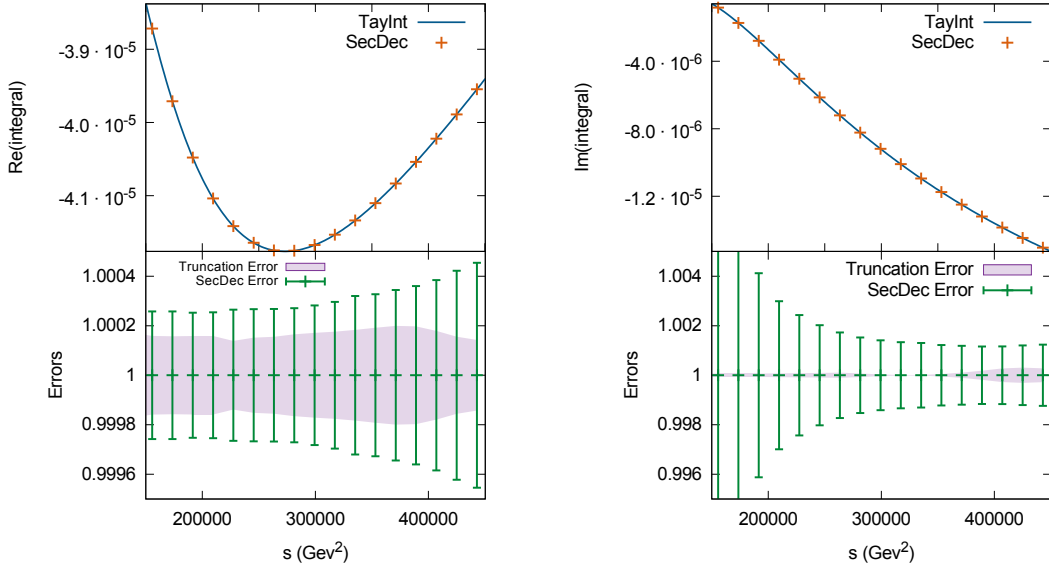 TayInt
SecDec
-3.9 · 10⁻⁵
-4.0 · 10⁻⁵
-4.1 · 10⁻⁵
Re(integral)
Truncation Error
SecDec Error
1.0004
1.0002
1
0.9998
0.9996
Errors
200000 300000 400000
s (Gev²)
TayInt
SecDec
-4.0 · 10⁻⁶
-8.0 · 10⁻⁶
-1.2 · 10⁻⁵
Im(integral)
Truncation Error
SecDec Error
1.004
1.002
1
0.998
0.996
Errors
200000 300000 400000
s (Gev²)